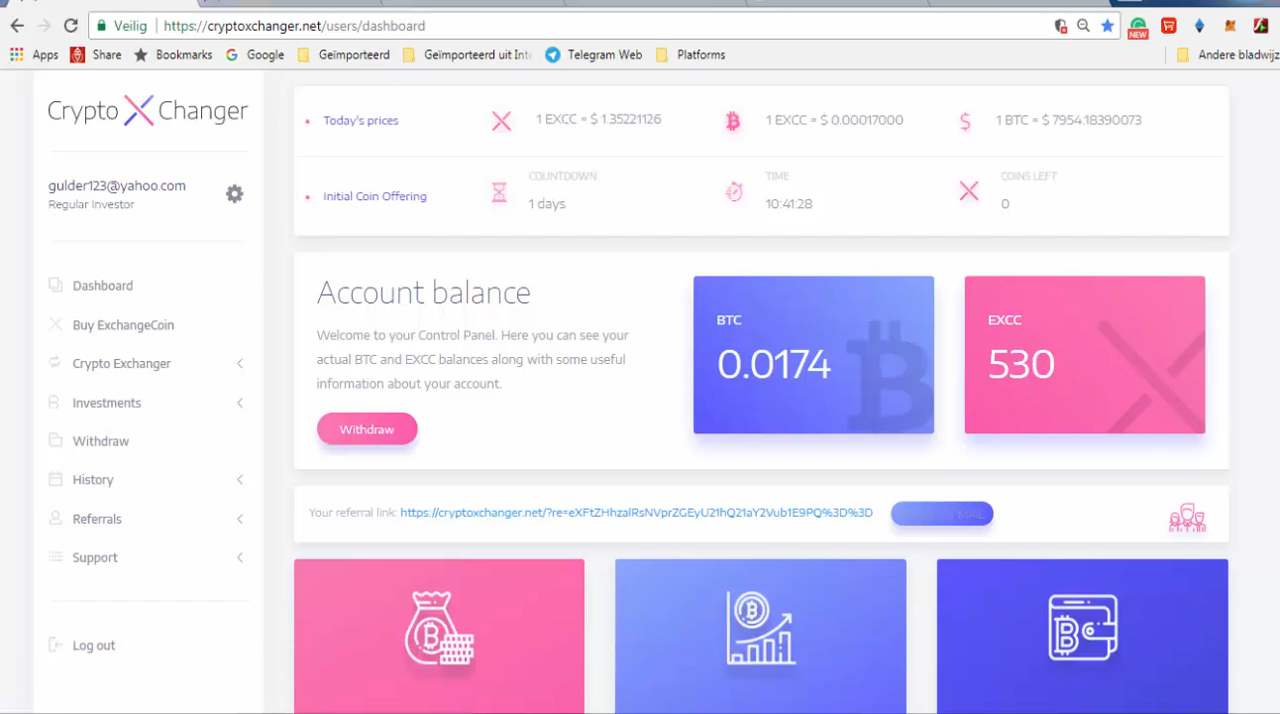 Veilig https://cryptoxchanger.net/users/dashboard
NEW
Apps Share Bookmarks Google Geïmporteerd Geïmporteerd uit Inte Telegram Web Platforms Andere bladwijz
Crypto X Changer
gulder123@yahoo.com
Regular Investor
Dashboard
Buy ExchangeCoin
Crypto Exchanger
Investments
Withdraw
History
Referrals
Support
Log out
Today's prices 1 EXCC = $ 1.35221126 1 EXCC = $ 0.00017000 1 BTC = $ 7954.18390073
COUNTDOWN TIME COINS LEFT
Initial Coin Offering 1 days 10:41:28 0
Account balance
Welcome to your Control Panel. Here you can see your
actual BTC and EXCC balances along with some useful
information about your account.
Withdraw
BTC
0.0174
EXCC
530
Your referral link: https://cryptoxchanger.net/?re=eXFtZHhzalRsNVprZGEyU21hQ21aY2Vub1E9PQ%3D%3D MAIL